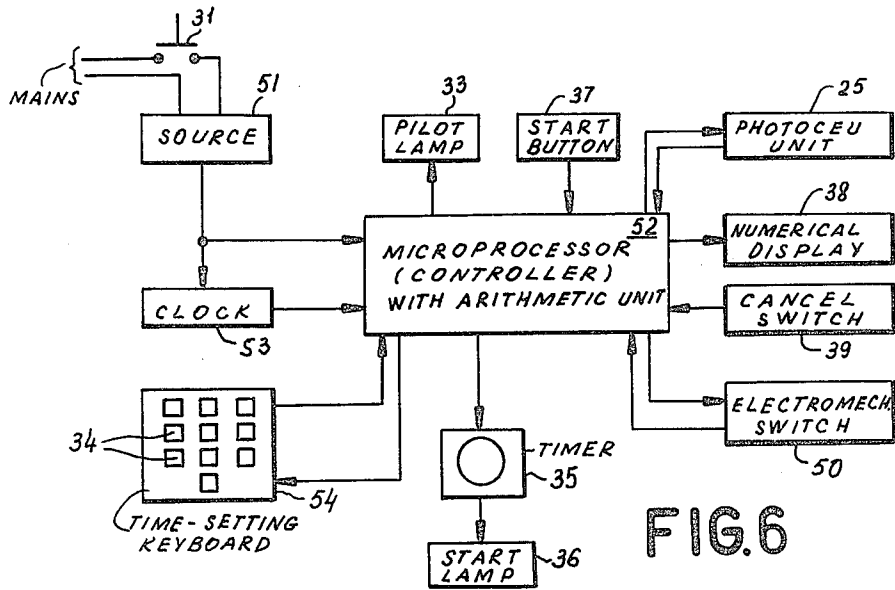 31
MAINS
51
SOURCE
33
PILOT
LAMP
37
START
BUTTON
25
PHOTOCEU
UNIT
38
NUMERICAL
DISPLAY
52
MICROPROCESSOR
(CONTROLLER)
WITH ARITHMETIC UNIT
CLOCK
53
CANCEL
SWITCH
39
ELECTROMECH.
SWITCH
50
34
54
TIME-SETTING
KEYBOARD
TIMER
35
START
LAMP
36
FIG.6